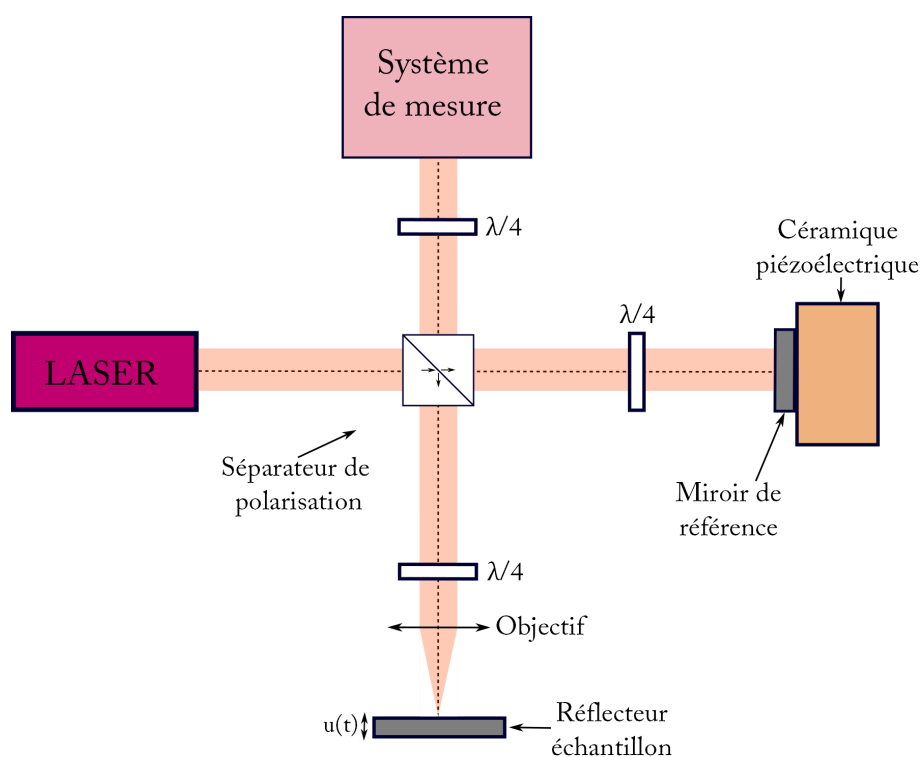 Système
de mesure
λ/4
Céramique
piézoélectrique
λ/4
LASER
Séparateur de
polarisation
Miroir de
référence
λ/4
Objectif
u(t)
Réflecteur
échantillon